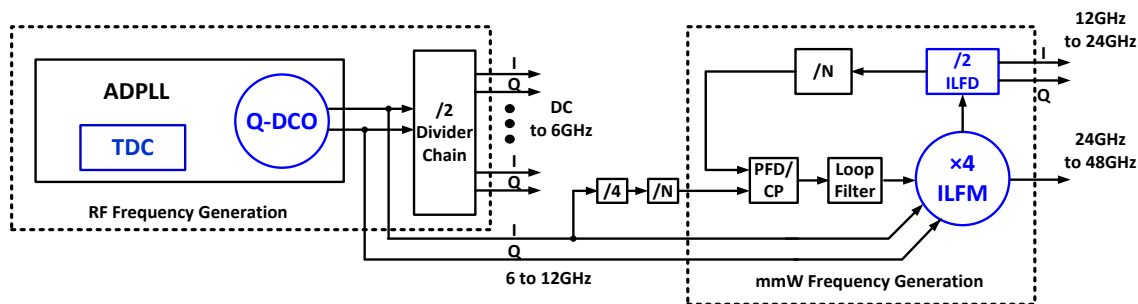 ADPLL
TDC
Q-DCO
/2
Divider
Chain
I
Q
DC
to 6GHz
I
Q
RF Frequency Generation
I
Q
6 to 12GHz
/4
/N
/N
/2
ILFD
PFD/
CP
Loop
Filter
×4
ILFM
mmW Frequency Generation
I
Q
12GHz
to 24GHz
24GHz
to 48GHz